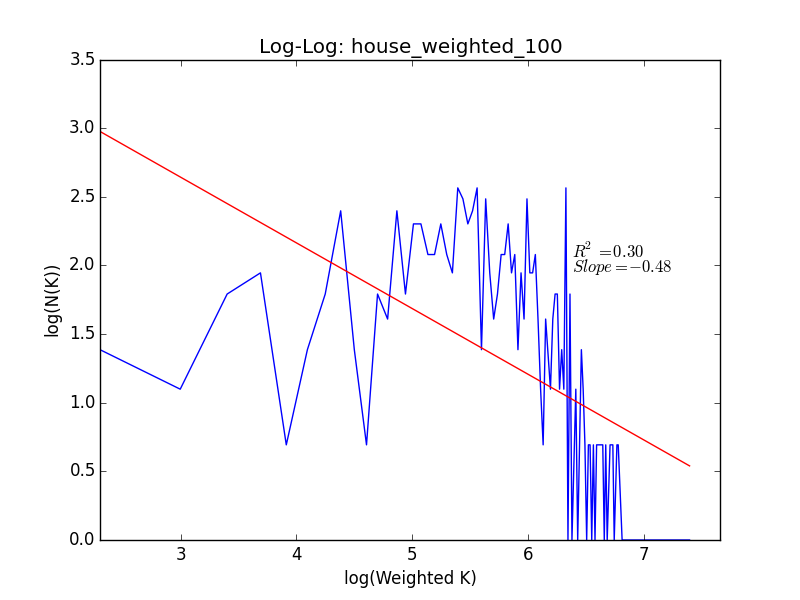 Log-Log: house_weighted_100
3.5
3.0
2.5
2.0
1.5
1.0
0.5
0.0
log(N(K))
R² =0.30
Slope=−0.48
3 4 5 6 7
log(Weighted K)